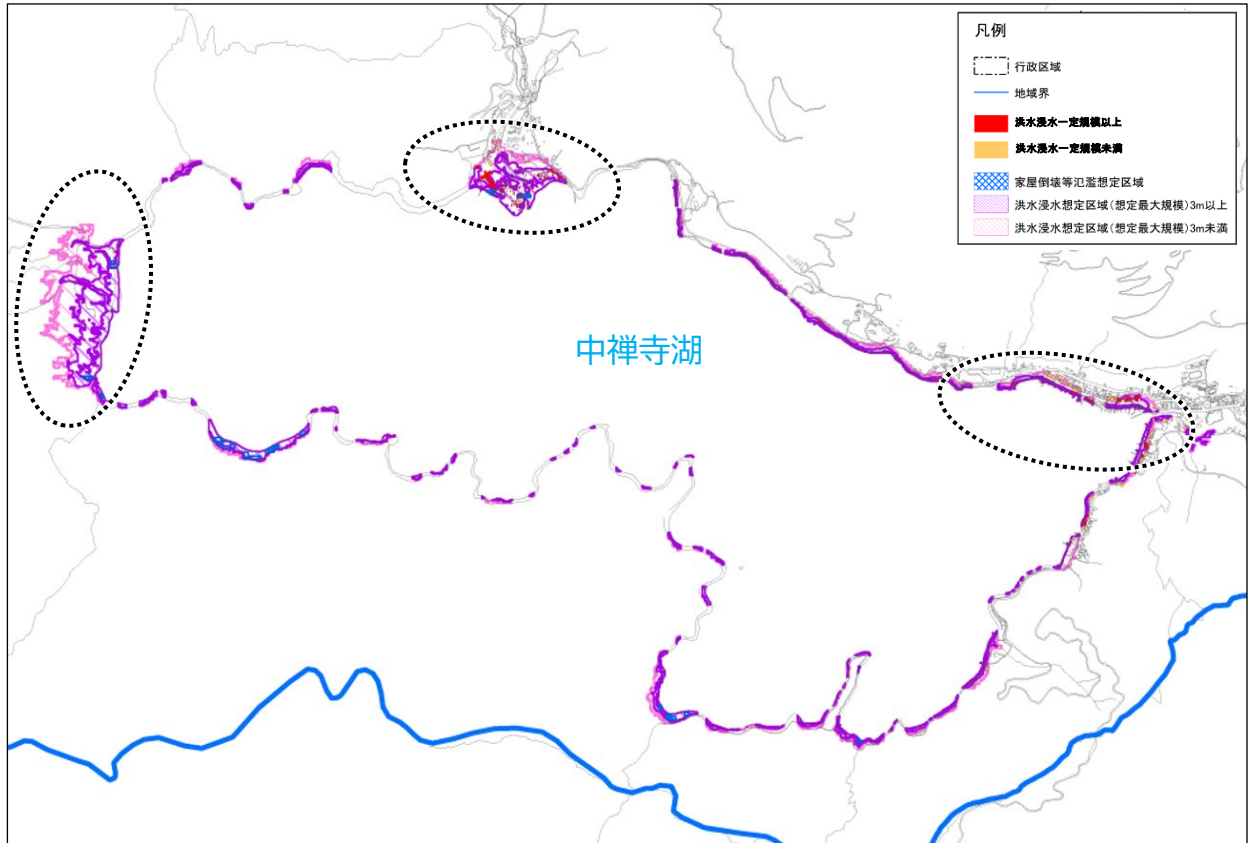 凡例
行政区域
地域界
洪水浸水一定規模以上
洪水浸水一定規模未満
家屋倒壊等氾濫想定区域
洪水浸水想定区域(想定最大規模)3m以上
洪水浸水想定区域(想定最大規模)3m未満
中禅寺湖